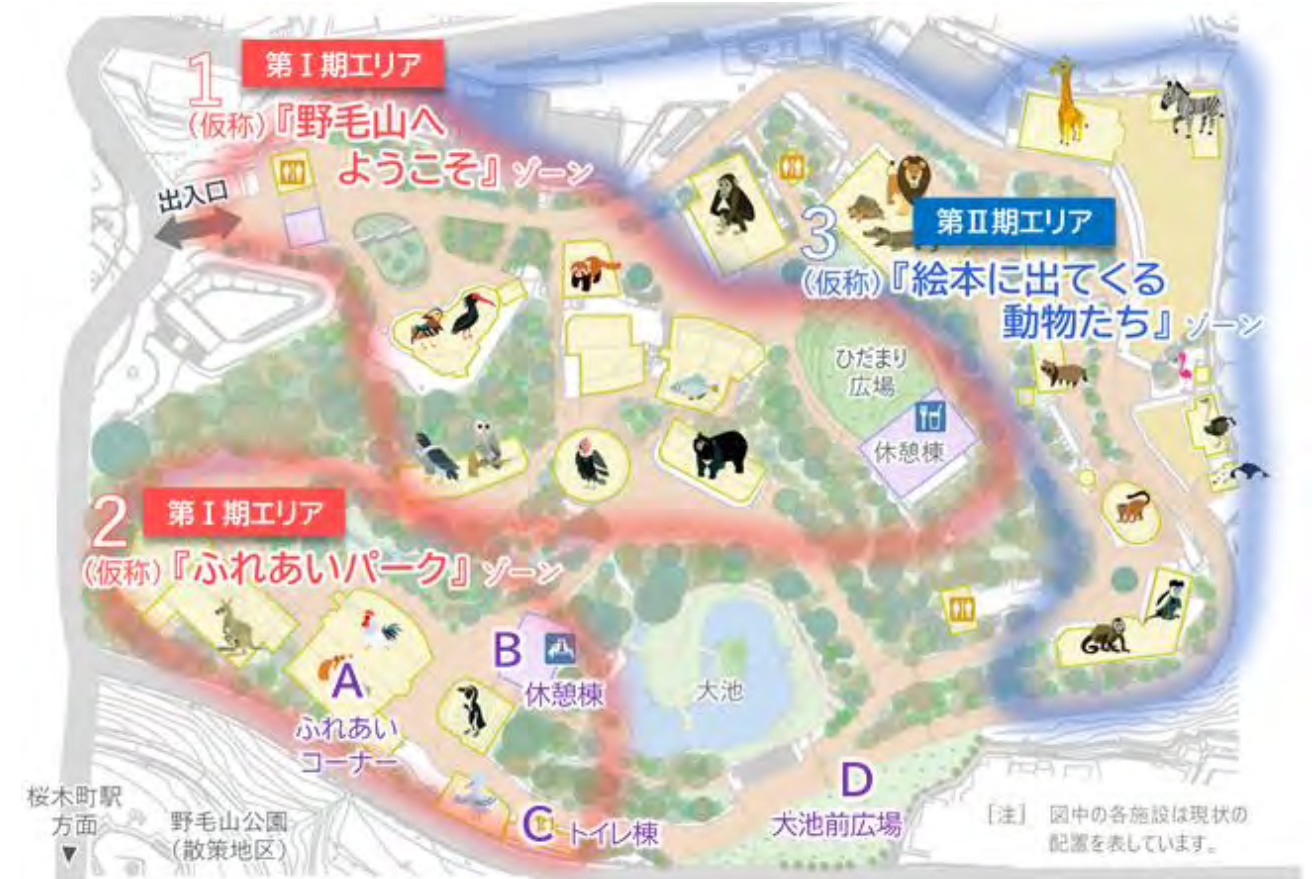 1
第Ⅰ期エリア
(仮称)『野毛山へ
ようこそ』ゾーン
出入口
3
第Ⅱ期エリア
(仮称)『絵本に出てくる
動物たち』ゾーン
ひだまり
広場
休憩棟
2
第Ⅰ期エリア
(仮称)『ふれあいパーク』ゾーン
A
ふれあい
コーナー
B
休憩棟
大池
C トイレ棟
D
大池前広場
桜木町駅
方面
▼
野毛山公園
(散策地区)
[注] 図中の各施設は現状の
配置を表しています。